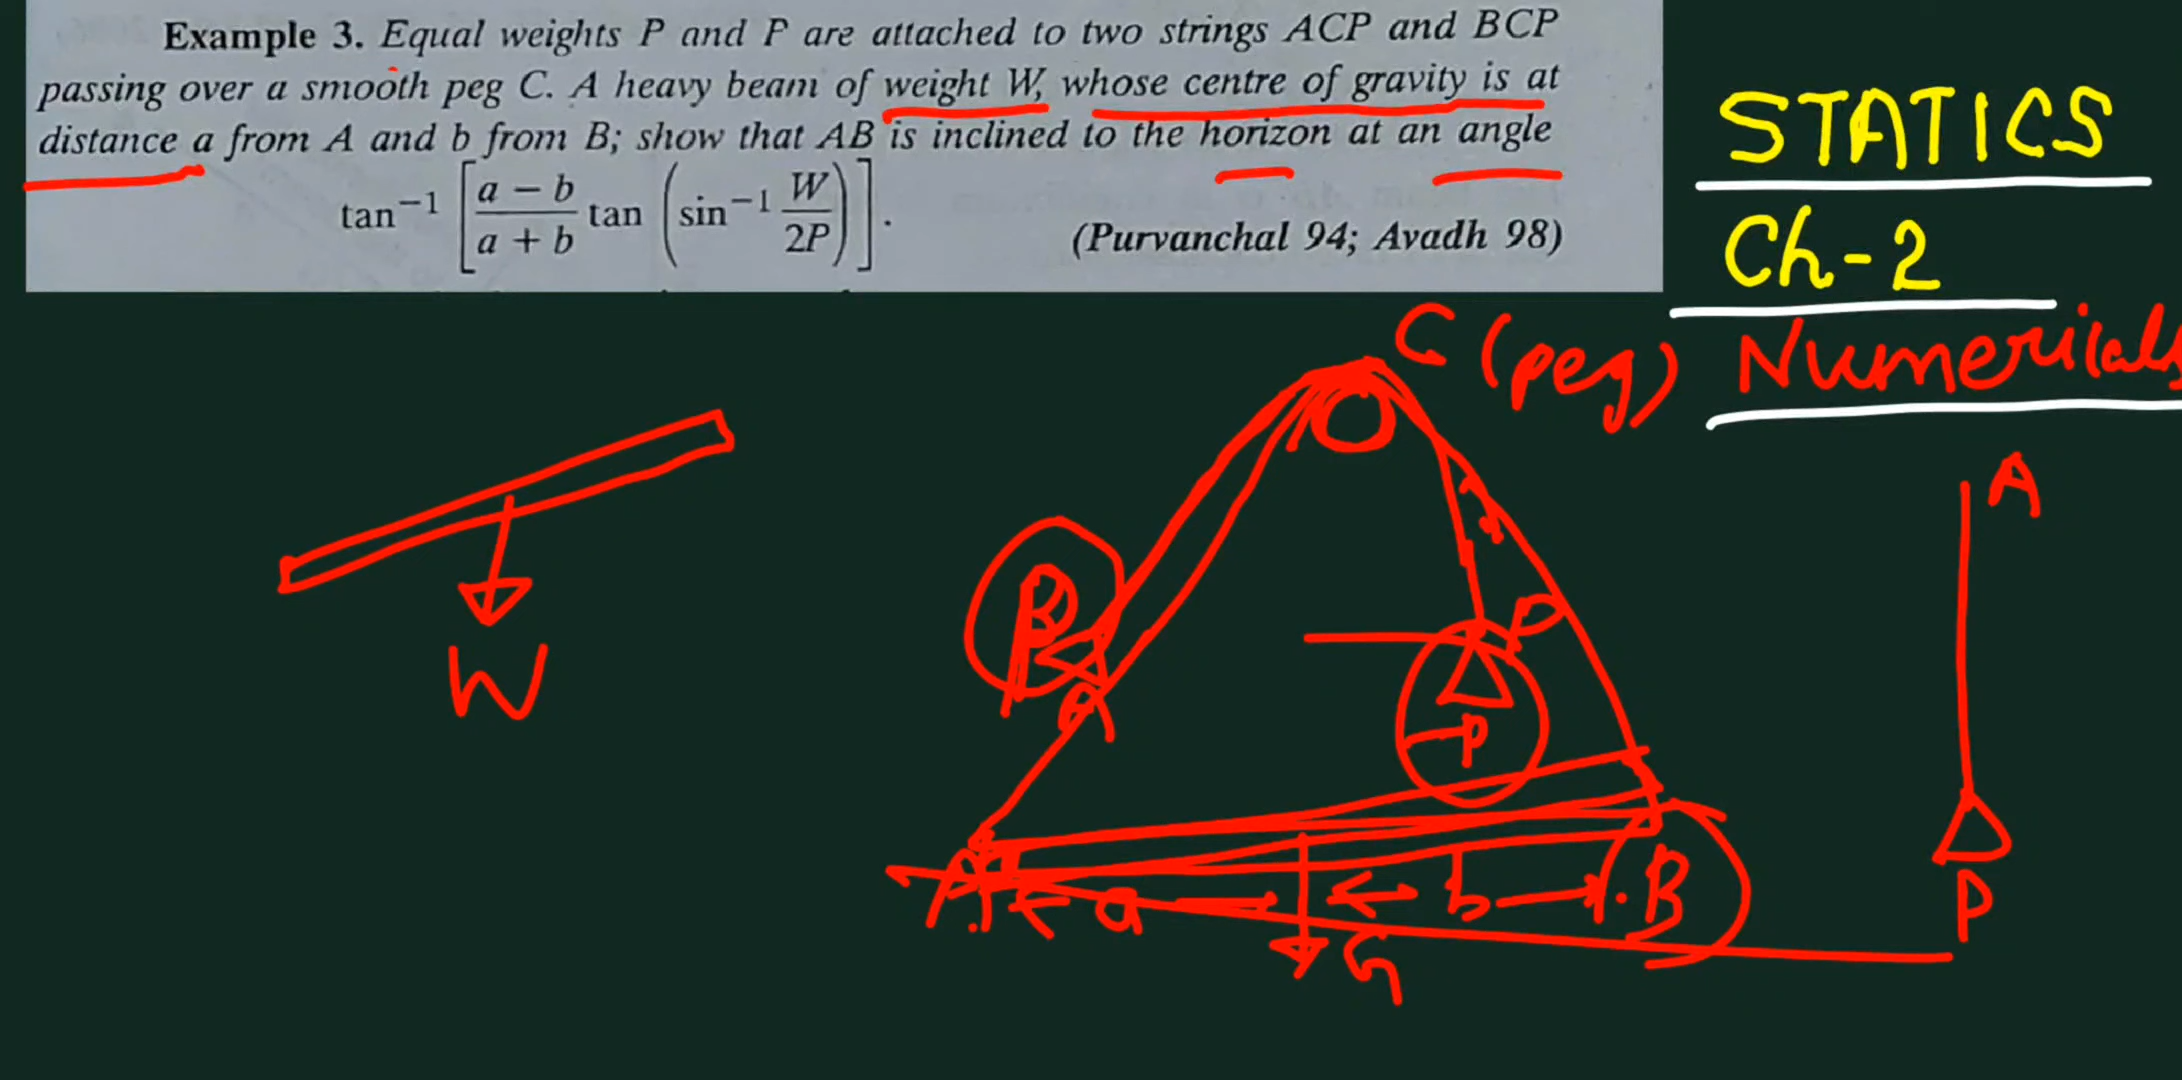 Example 3. Equal weights P and P are attached to two strings ACP and BCP
passing over a smooth peg C. A heavy beam of weight W, whose centre of gravity is at
distance a from A and b from B; show that AB is inclined to the horizon at an angle
tan⁻¹ [ (a − b)/(a + b) tan ( sin⁻¹ W/2P ) ].
(Purvanchal 94; Avadh 98)
STATICS
Ch-2
Numericals
C (peg)
W
P
P
A
a
b
B
G
A
P